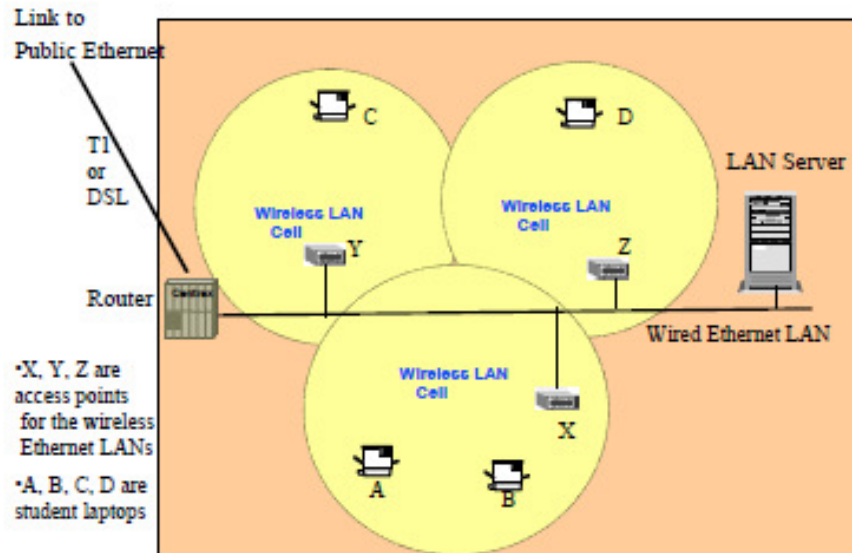 Link to
Public Ethernet
T1
or
DSL
C
D
LAN Server
Wireless LAN
Cell
Wireless LAN
Cell
Y
Z
Router
Wired Ethernet LAN
Wireless LAN
Cell
•X, Y, Z are
access points
for the wireless
Ethernet LANs
X
•A, B, C, D are
student laptops
A
B